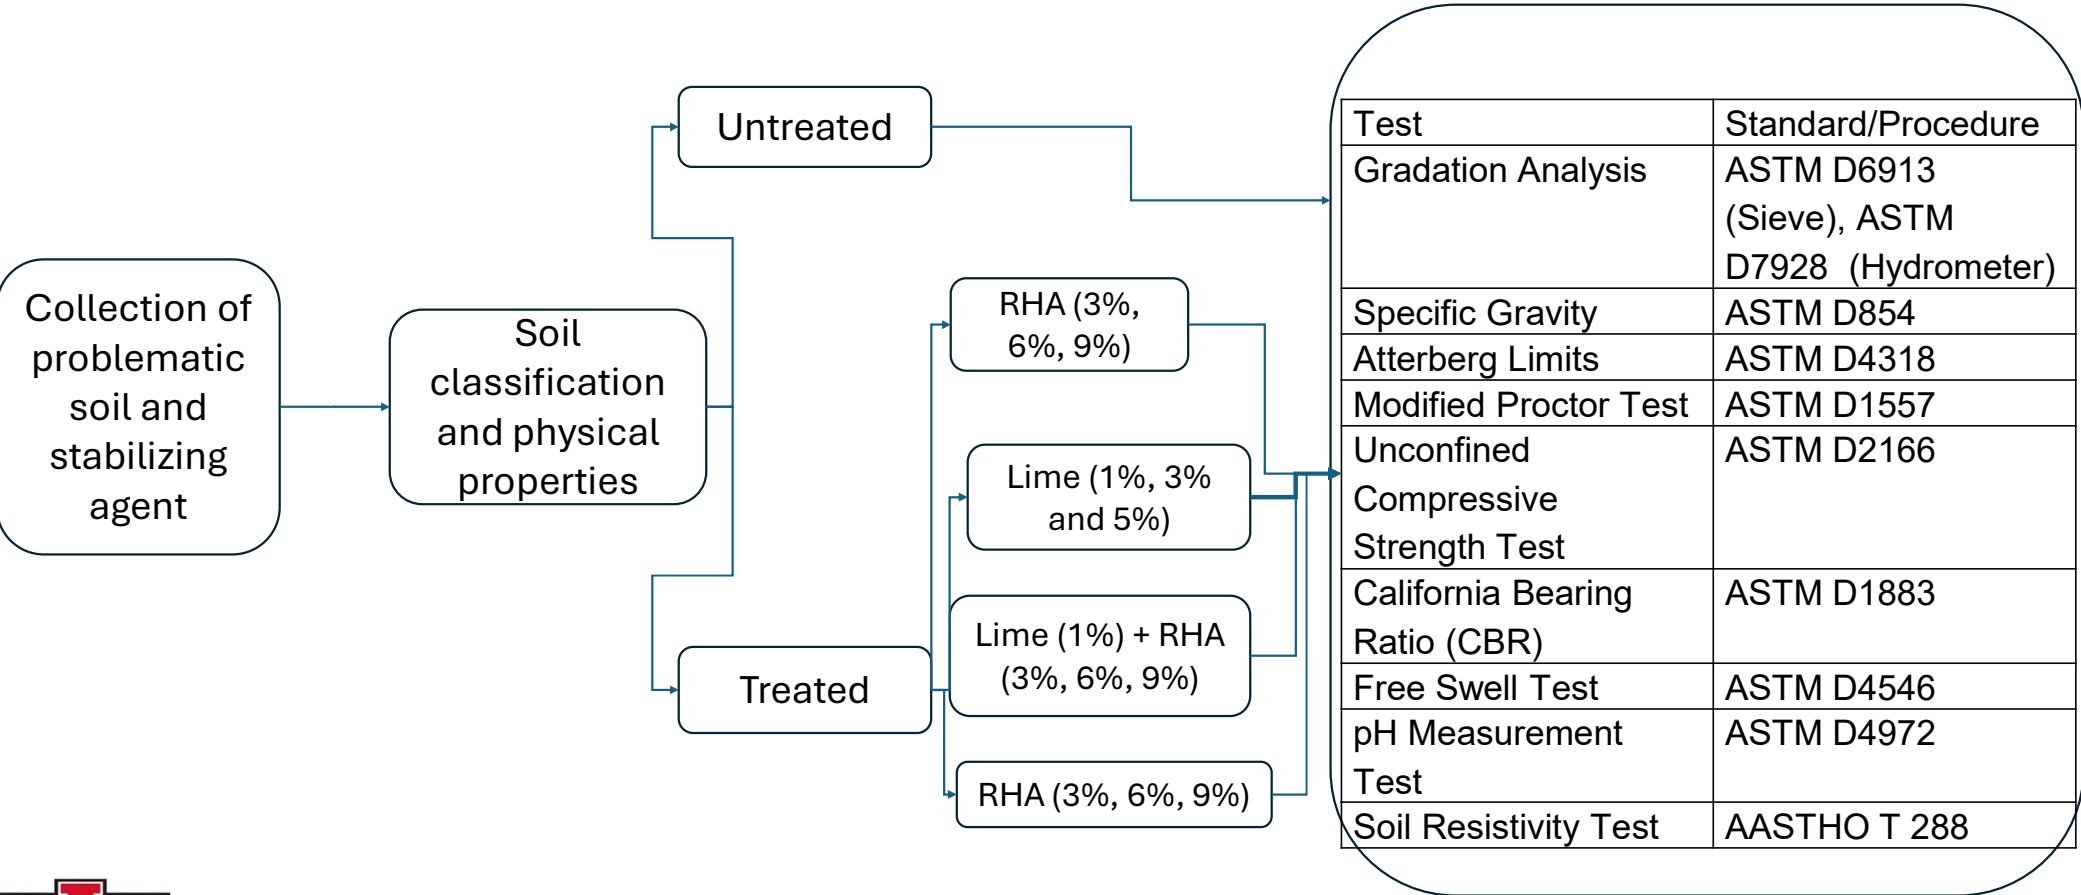 Collection of
problematic
soil and
stabilizing
agent
Soil
classification
and physical
properties
Untreated
Treated
RHA (3%,
6%, 9%)
Lime (1%, 3%
and 5%)
Lime (1%) + RHA
(3%, 6%, 9%)
RHA (3%, 6%, 9%)
Test Standard/Procedure
Gradation Analysis ASTM D6913
(Sieve), ASTM
D7928 (Hydrometer)
Specific Gravity ASTM D854
Atterberg Limits ASTM D4318
Modified Proctor Test ASTM D1557
Unconfined ASTM D2166
Compressive
Strength Test
California Bearing ASTM D1883
Ratio (CBR)
Free Swell Test ASTM D4546
pH Measurement ASTM D4972
Test
Soil Resistivity Test AASTHO T 288